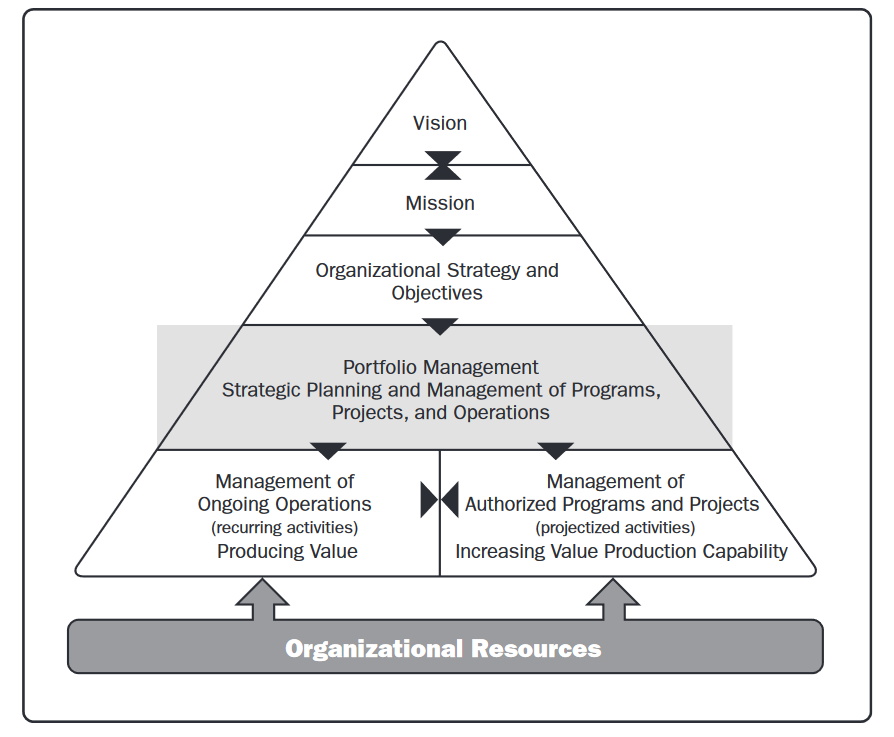 Vision
Mission
Organizational Strategy and
Objectives
Portfolio Management
Strategic Planning and Management of Programs,
Projects, and Operations
Management of
Ongoing Operations
(recurring activities)
Producing Value
Management of
Authorized Programs and Projects
(projectized activities)
Increasing Value Production Capability
Organizational Resources